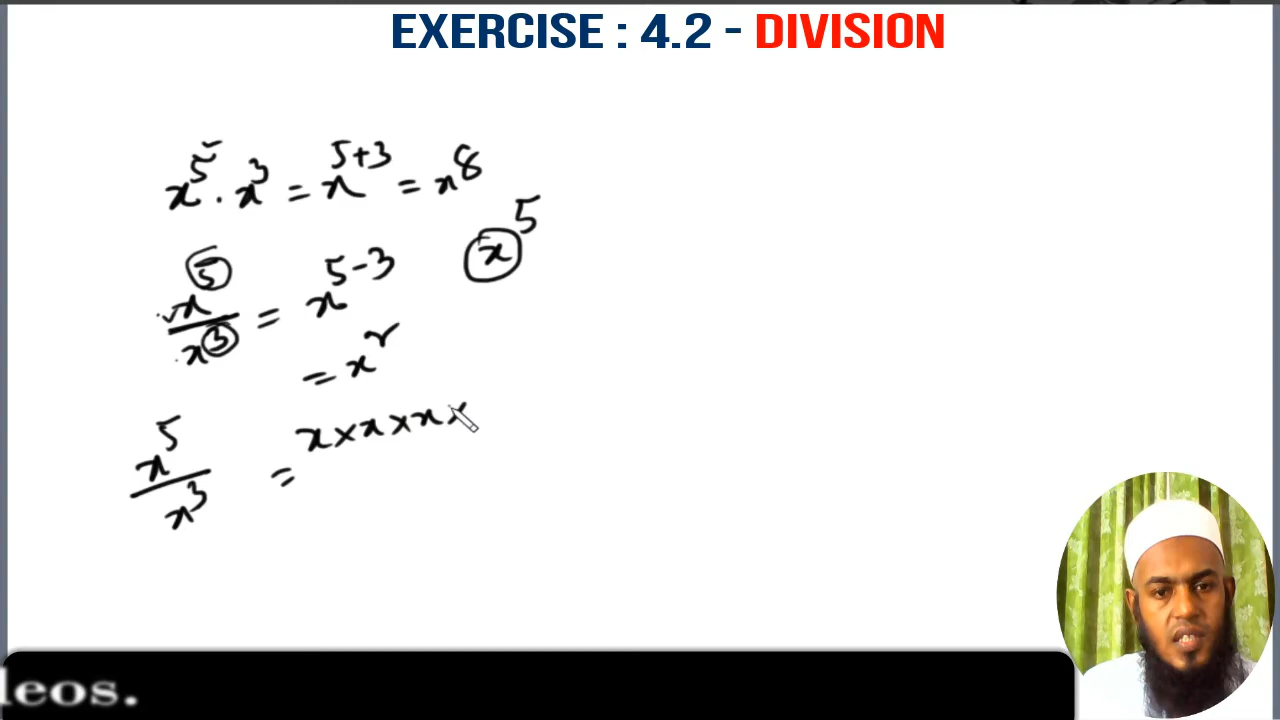 EXERCISE : 4.2 - DIVISION
x⁵ · x³ = x⁵⁺³ = x⁸
x⁵
x⁵/x³ = x⁵⁻³
= x²
x⁵/x³ = x × x × x ×
leos.